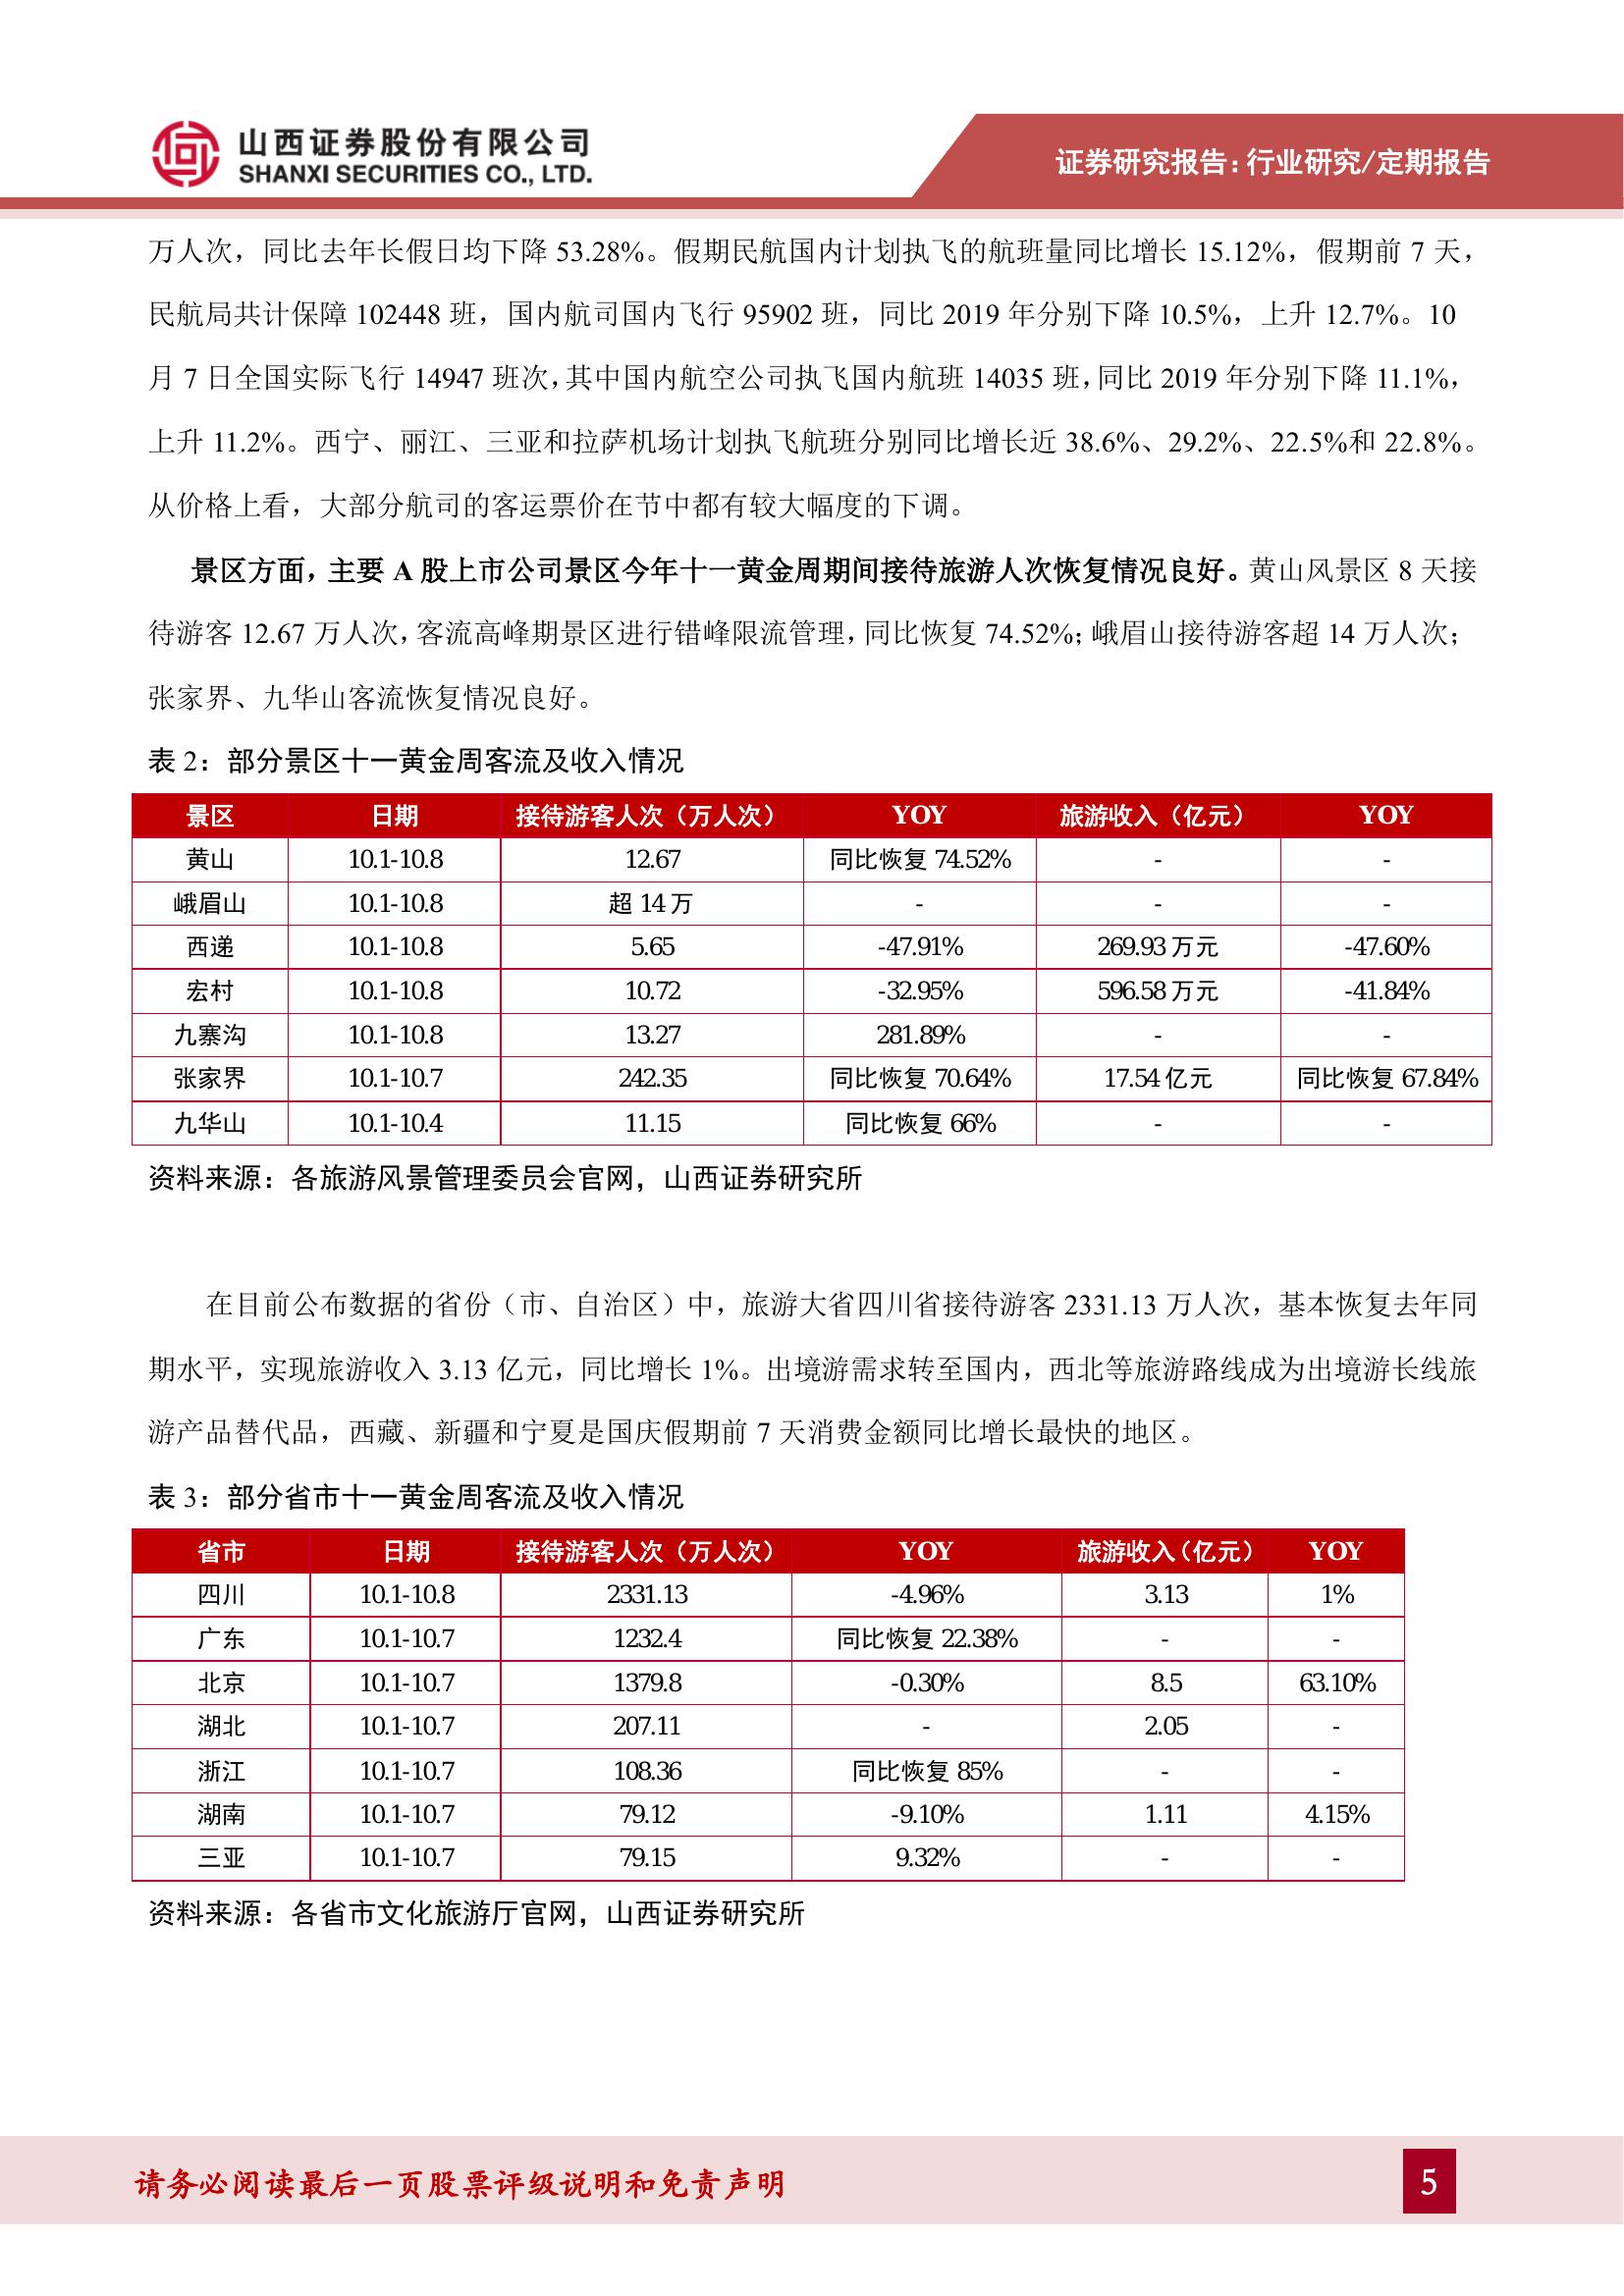 山西证券股份有限公司
SHANXI SECURITIES CO., LTD.
证券研究报告：行业研究/定期报告
万人次，同比去年长假日均下降 53.28%。假期民航国内计划执飞的航班量同比增长 15.12%，假期前 7 天，
民航局共计保障 102448 班，国内航司国内飞行 95902 班，同比 2019 年分别下降 10.5%，上升 12.7%。10
月 7 日全国实际飞行 14947 班次，其中国内航空公司执飞国内航班 14035 班，同比 2019 年分别下降 11.1%，
上升 11.2%。西宁、丽江、三亚和拉萨机场计划执飞航班分别同比增长近 38.6%、29.2%、22.5%和 22.8%。
从价格上看，大部分航司的客运票价在节中都有较大幅度的下调。
景区方面，主要 A 股上市公司景区今年十一黄金周期间接待旅游人次恢复情况良好。黄山风景区 8 天接
待游客 12.67 万人次，客流高峰期景区进行错峰限流管理，同比恢复 74.52%；峨眉山接待游客超 14 万人次；
张家界、九华山客流恢复情况良好。
表 2：部分景区十一黄金周客流及收入情况
景区 日期 接待游客人次（万人次） YOY 旅游收入（亿元） YOY
黄山 10.1-10.8 12.67 同比恢复 74.52% - -
峨眉山 10.1-10.8 超 14 万 - - -
西递 10.1-10.8 5.65 -47.91% 269.93 万元 -47.60%
宏村 10.1-10.8 10.72 -32.95% 596.58 万元 -41.84%
九寨沟 10.1-10.8 13.27 281.89% - -
张家界 10.1-10.7 242.35 同比恢复 70.64% 17.54 亿元 同比恢复 67.84%
九华山 10.1-10.4 11.15 同比恢复 66% - -
资料来源：各旅游风景管理委员会官网，山西证券研究所
在目前公布数据的省份（市、自治区）中，旅游大省四川省接待游客 2331.13 万人次，基本恢复去年同
期水平，实现旅游收入 3.13 亿元，同比增长 1%。出境游需求转至国内，西北等旅游路线成为出境游长线旅
游产品替代品，西藏、新疆和宁夏是国庆假期前 7 天消费金额同比增长最快的地区。
表 3：部分省市十一黄金周客流及收入情况
省市 日期 接待游客人次（万人次） YOY 旅游收入（亿元） YOY
四川 10.1-10.8 2331.13 -4.96% 3.13 1%
广东 10.1-10.7 1232.4 同比恢复 22.38% - -
北京 10.1-10.7 1379.8 -0.30% 8.5 63.10%
湖北 10.1-10.7 207.11 - 2.05 -
浙江 10.1-10.7 108.36 同比恢复 85% - -
湖南 10.1-10.7 79.12 -9.10% 1.11 4.15%
三亚 10.1-10.7 79.15 9.32% - -
资料来源：各省市文化旅游厅官网，山西证券研究所
请务必阅读最后一页股票评级说明和免责声明
5